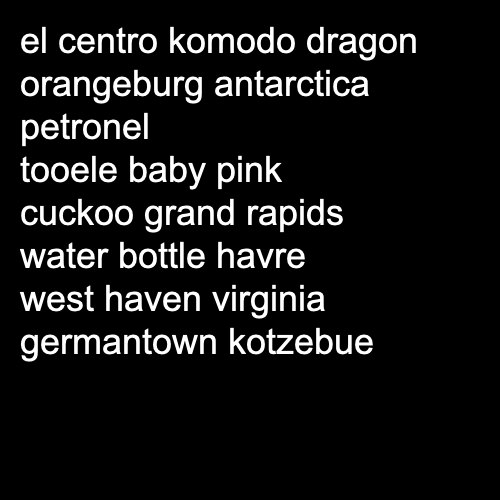 el centro komodo dragon
orangeburg antarctica
petronel
tooele baby pink
cuckoo grand rapids
water bottle havre
west haven virginia
germantown kotzebue